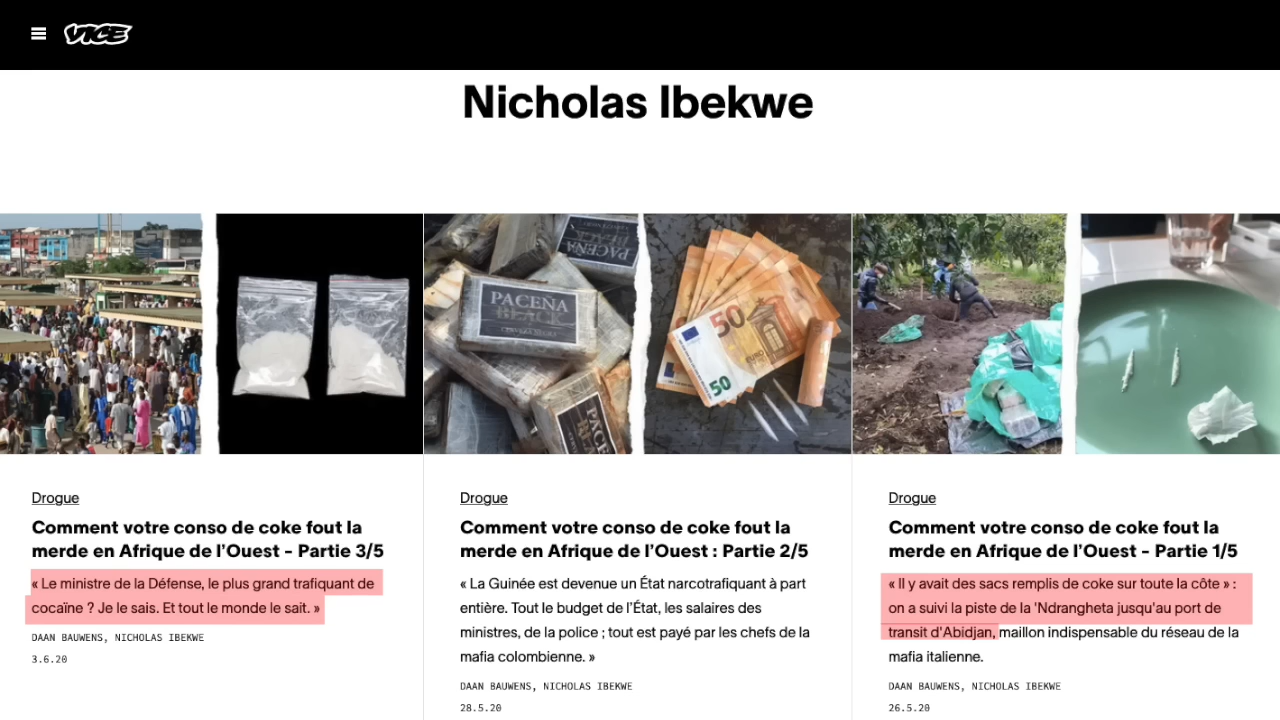 VICE
Nicholas Ibekwe
PACEÑA
BLACK
PACEÑA
BLACK
50
50
EURO
Drogue
Comment votre conso de coke fout la
merde en Afrique de l'Ouest - Partie 3/5
« Le ministre de la Défense, le plus grand trafiquant de
cocaïne ? Je le sais. Et tout le monde le sait. »
DAAN BAUWENS, NICHOLAS IBEKWE
3.6.20
Drogue
Comment votre conso de coke fout la
merde en Afrique de l'Ouest : Partie 2/5
« La Guinée est devenue un État narcotrafiquant à part
entière. Tout le budget de l'État, les salaires des
ministres, de la police ; tout est payé par les chefs de la
mafia colombienne. »
DAAN BAUWENS, NICHOLAS IBEKWE
28.5.20
Drogue
Comment votre conso de coke fout la
merde en Afrique de l'Ouest - Partie 1/5
« Il y avait des sacs remplis de coke sur toute la côte » :
on a suivi la piste de la 'Ndrangheta jusqu'au port de
transit d'Abidjan, maillon indispensable du réseau de la
mafia italienne.
DAAN BAUWENS, NICHOLAS IBEKWE
26.5.20